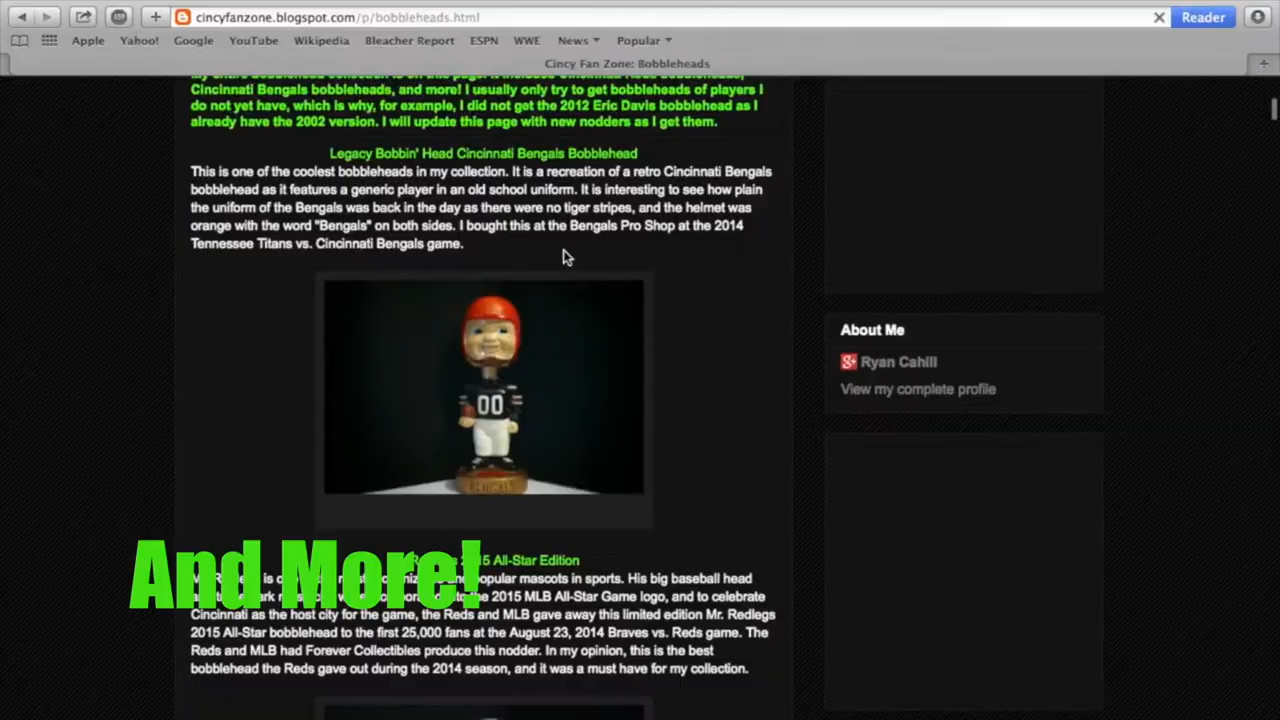 cincyfanzone.blogspot.com/p/bobbleheads.html
Reader
Apple Yahoo! Google YouTube Wikipedia Bleacher Report ESPN WWE News Popular
Cincy Fan Zone: Bobbleheads
Cincinnati Bengals bobbleheads, and more! I usually only try to get bobbleheads of players I
do not yet have, which is why, for example, I did not get the 2012 Eric Davis bobblehead as I
already have the 2002 version. I will update this page with new nodders as I get them.
Legacy Bobbin' Head Cincinnati Bengals Bobblehead
This is one of the coolest bobbleheads in my collection. It is a recreation of a retro Cincinnati Bengals
bobblehead as it features a generic player in an old school uniform. It is interesting to see how plain
the uniform of the Bengals was back in the day as there were no tiger stripes, and the helmet was
orange with the word "Bengals" on both sides. I bought this at the Bengals Pro Shop at the 2014
Tennessee Titans vs. Cincinnati Bengals game.
00
BENGALS
About Me
Ryan Cahill
View my complete profile
And More!
All-Star Edition
popular mascots in sports. His big baseball head
the 2015 MLB All-Star Game logo, and to celebrate
Cincinnati as the host city for the game, the Reds and MLB gave away this limited edition Mr. Redlegs
2015 All-Star bobblehead to the first 25,000 fans at the August 23, 2014 Braves vs. Reds game. The
Reds and MLB had Forever Collectibles produce this nodder. In my opinion, this is the best
bobblehead the Reds gave out during the 2014 season, and it was a must have for my collection.